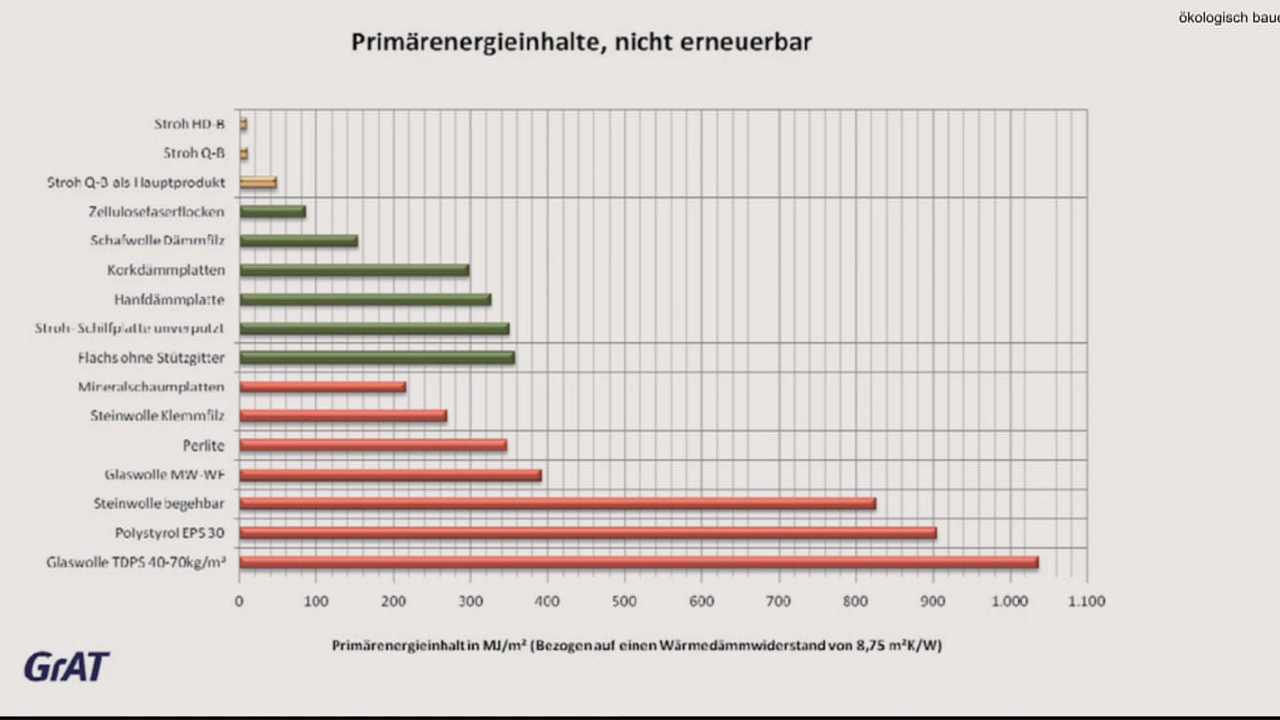 ökologisch baue
Primärenergieinhalte, nicht erneuerbar
Stroh HD-B
Stroh Q-B
Stroh Q-B als Hauptprodukt
Zellulosefaserflocken
Schafwolle Dämmfilz
Korkdämmplatten
Hanfdämmplatte
Stroh- Schilfplatte unverputzt
Flachs ohne Stützgitter
Mineralschaumplatten
Steinwolle Klemmfilz
Perlite
Glaswolle MW-WF
Steinwolle begehbar
Polystyrol EPS 30
Glaswolle TDPS 40-70kg/m³
0 100 200 300 400 500 600 700 800 900 1.000 1.100
Primärenergieinhalt in MJ/m² (Bezogen auf einen Wärmedämmwiderstand von 8,75 m²K/W)
GrAT